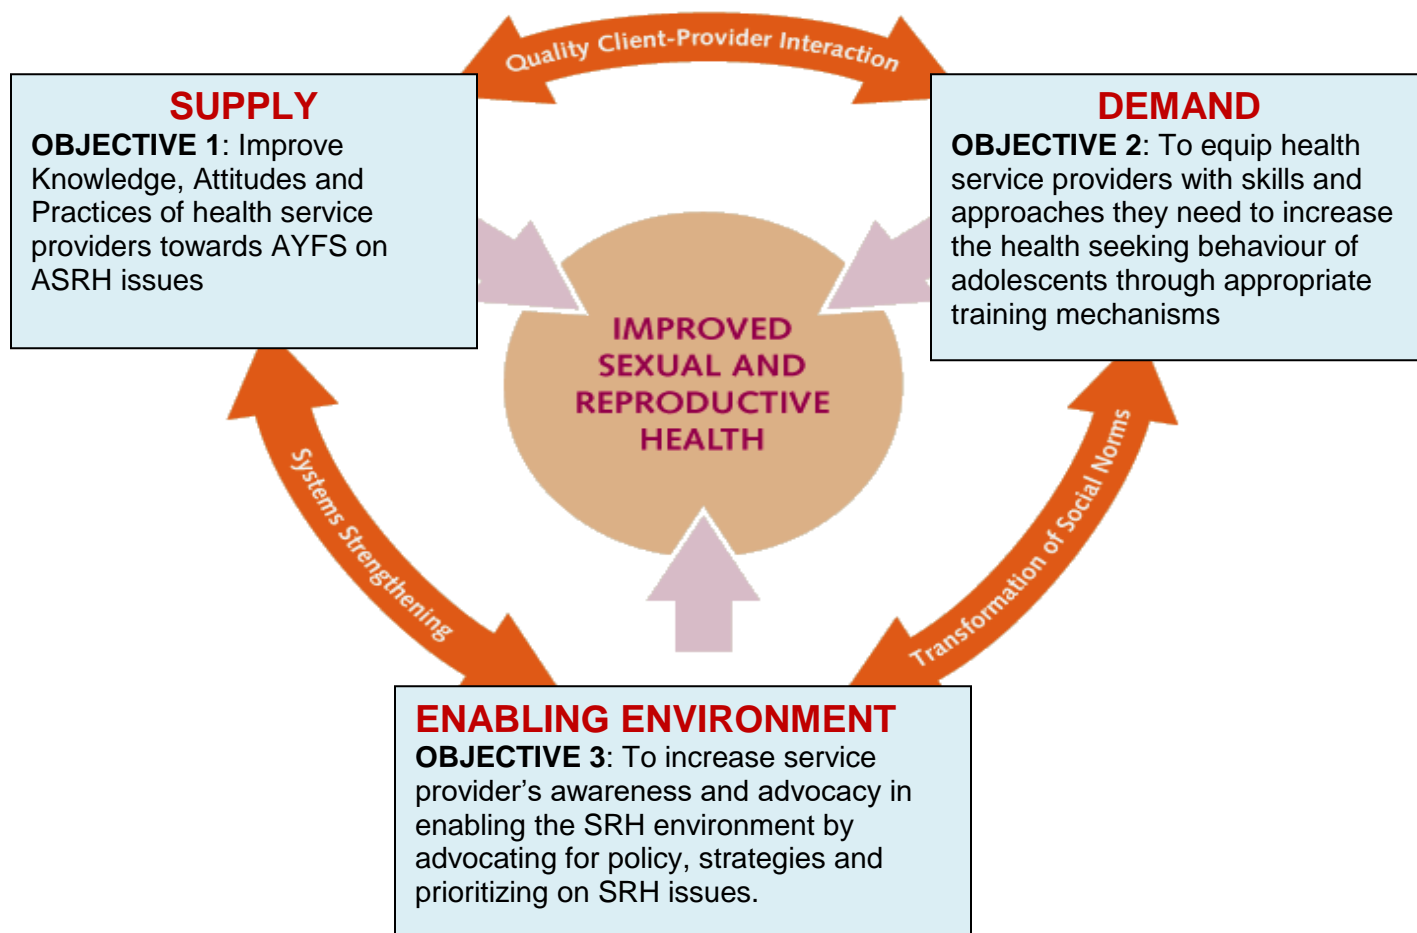 Quality Client-Provider Interaction
SUPPLY
OBJECTIVE 1: Improve
Knowledge, Attitudes and
Practices of health service
providers towards AYFS on
ASRH issues
DEMAND
OBJECTIVE 2: To equip health
service providers with skills and
approaches they need to increase
the health seeking behaviour of
adolescents through appropriate
training mechanisms
IMPROVED
SEXUAL AND
REPRODUCTIVE
HEALTH
Systems Strengthening
Transformation of Social Norms
ENABLING ENVIRONMENT
OBJECTIVE 3: To increase service
provider’s awareness and advocacy in
enabling the SRH environment by
advocating for policy, strategies and
prioritizing on SRH issues.